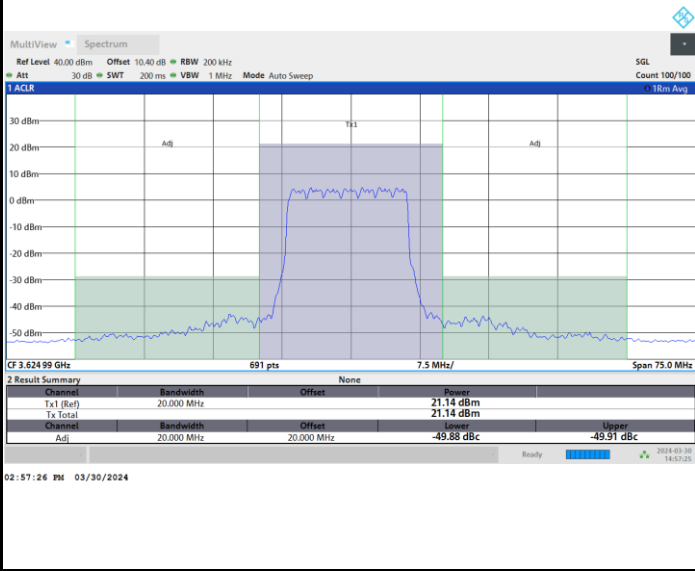 MultiView Spectrum
Ref Level 40.00 dBm Offset 10.40 dB RBW 200 kHz SGL
Att 30 dB SWT 200 ms VBW 1 MHz Mode Auto Sweep Count 100/100
1 ACLR 1Rm Avg
Tx1
30 dBm
Adj Adj
20 dBm
10 dBm
0 dBm
-10 dBm
-20 dBm
-30 dBm
-40 dBm
-50 dBm
CF 3.624 99 GHz 691 pts 7.5 MHz/ Span 75.0 MHz
2 Result Summary None
Channel Bandwidth Offset Power
Tx1 (Ref) 20.000 MHz 21.14 dBm
Tx Total 21.14 dBm
Channel Bandwidth Offset Lower Upper
Adj 20.000 MHz 20.000 MHz -49.88 dBc -49.91 dBc
Ready 2024-03-30
14:57:25
02:57:26 PM 03/30/2024